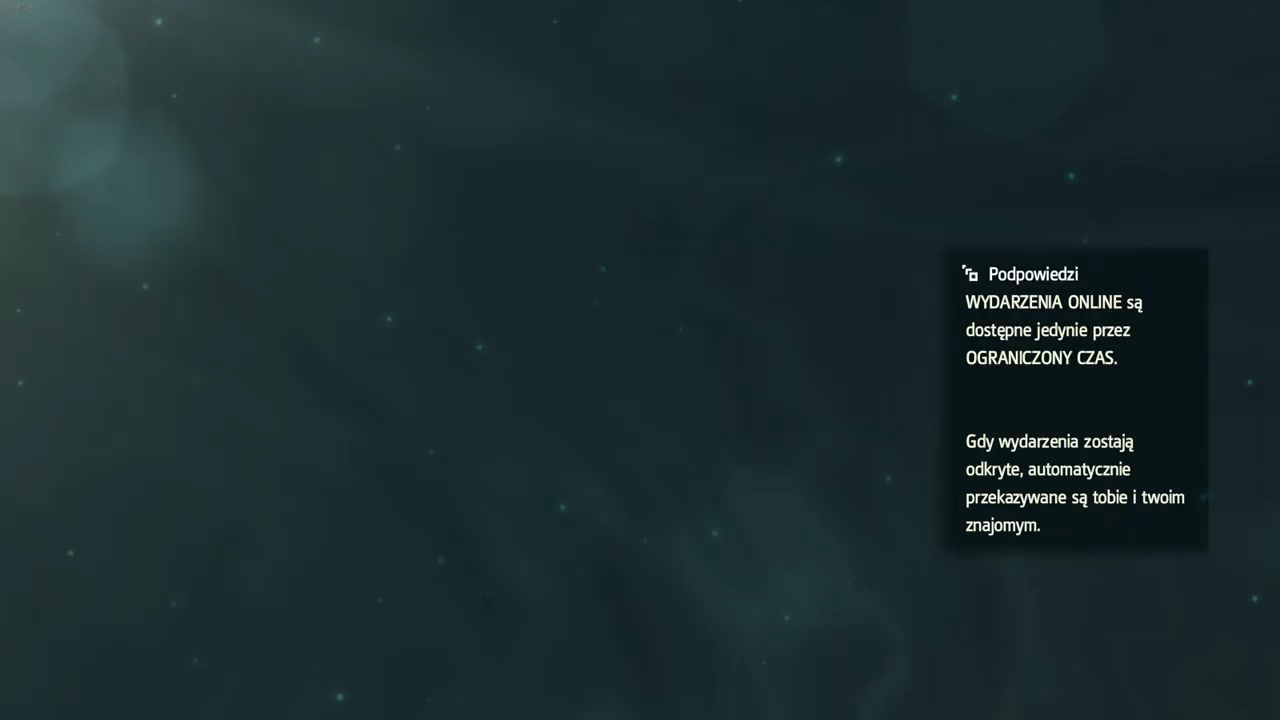 Podpowiedzi
WYDARZENIA ONLINE są
dostępne jedynie przez
OGRANICZONY CZAS.
Gdy wydarzenia zostają
odkryte, automatycznie
przekazywane są tobie i twoim
znajomym.